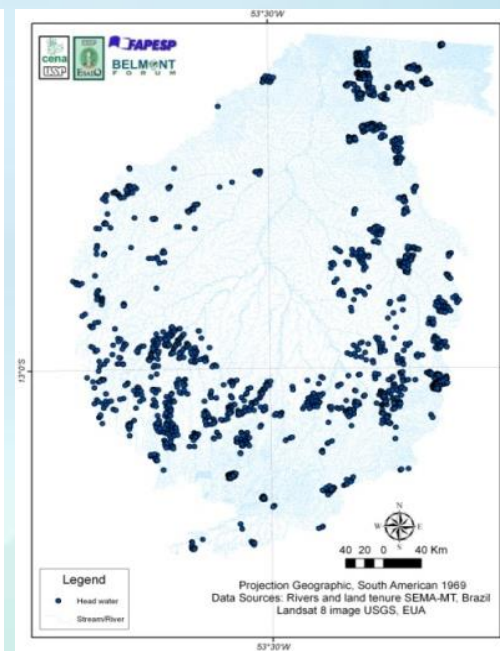 53°30'W
cena
USP
ESALQ
FAPESP
BELMONT
FORUM
13°0'S
N
W E
S
40 20 0 40 Km
Legend
Head water
Stream/River
Projection Geographic, South American 1969
Data Sources: Rivers and land tenure SEMA-MT, Brazil
Landsat 8 image USGS, EUA
53°30'W